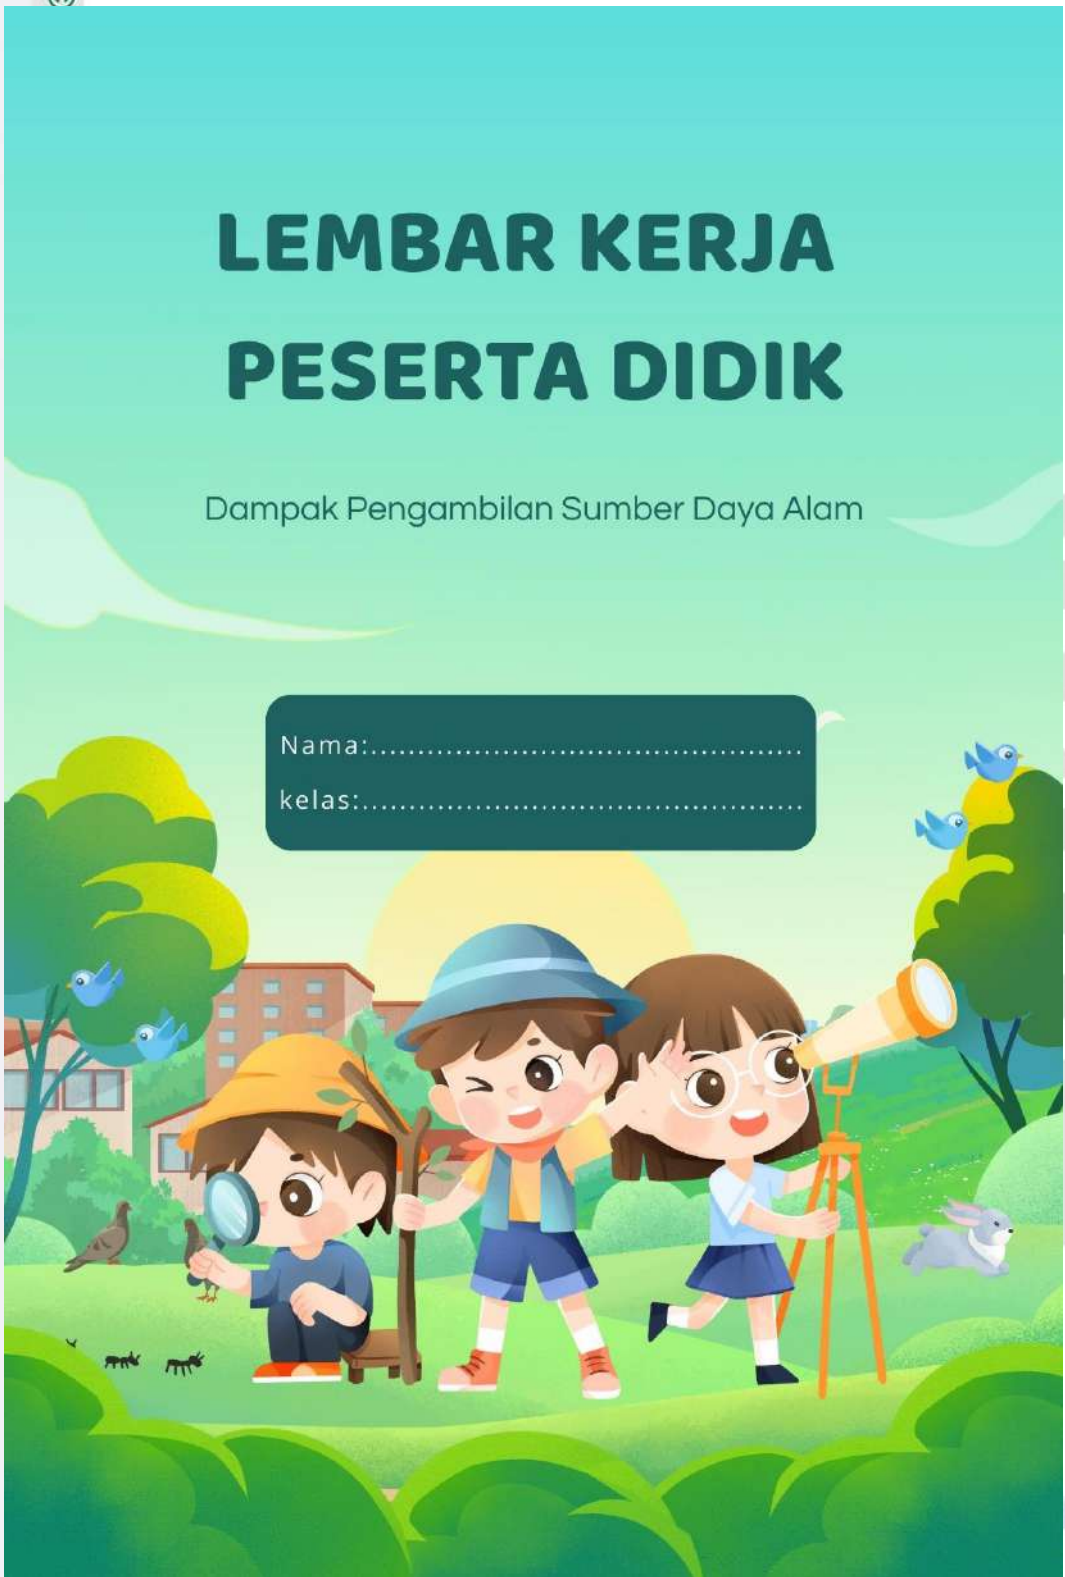 LEMBAR KERJA
PESERTA DIDIK
Dampak Pengambilan Sumber Daya Alam
Nama:..............................................
kelas:...............................................